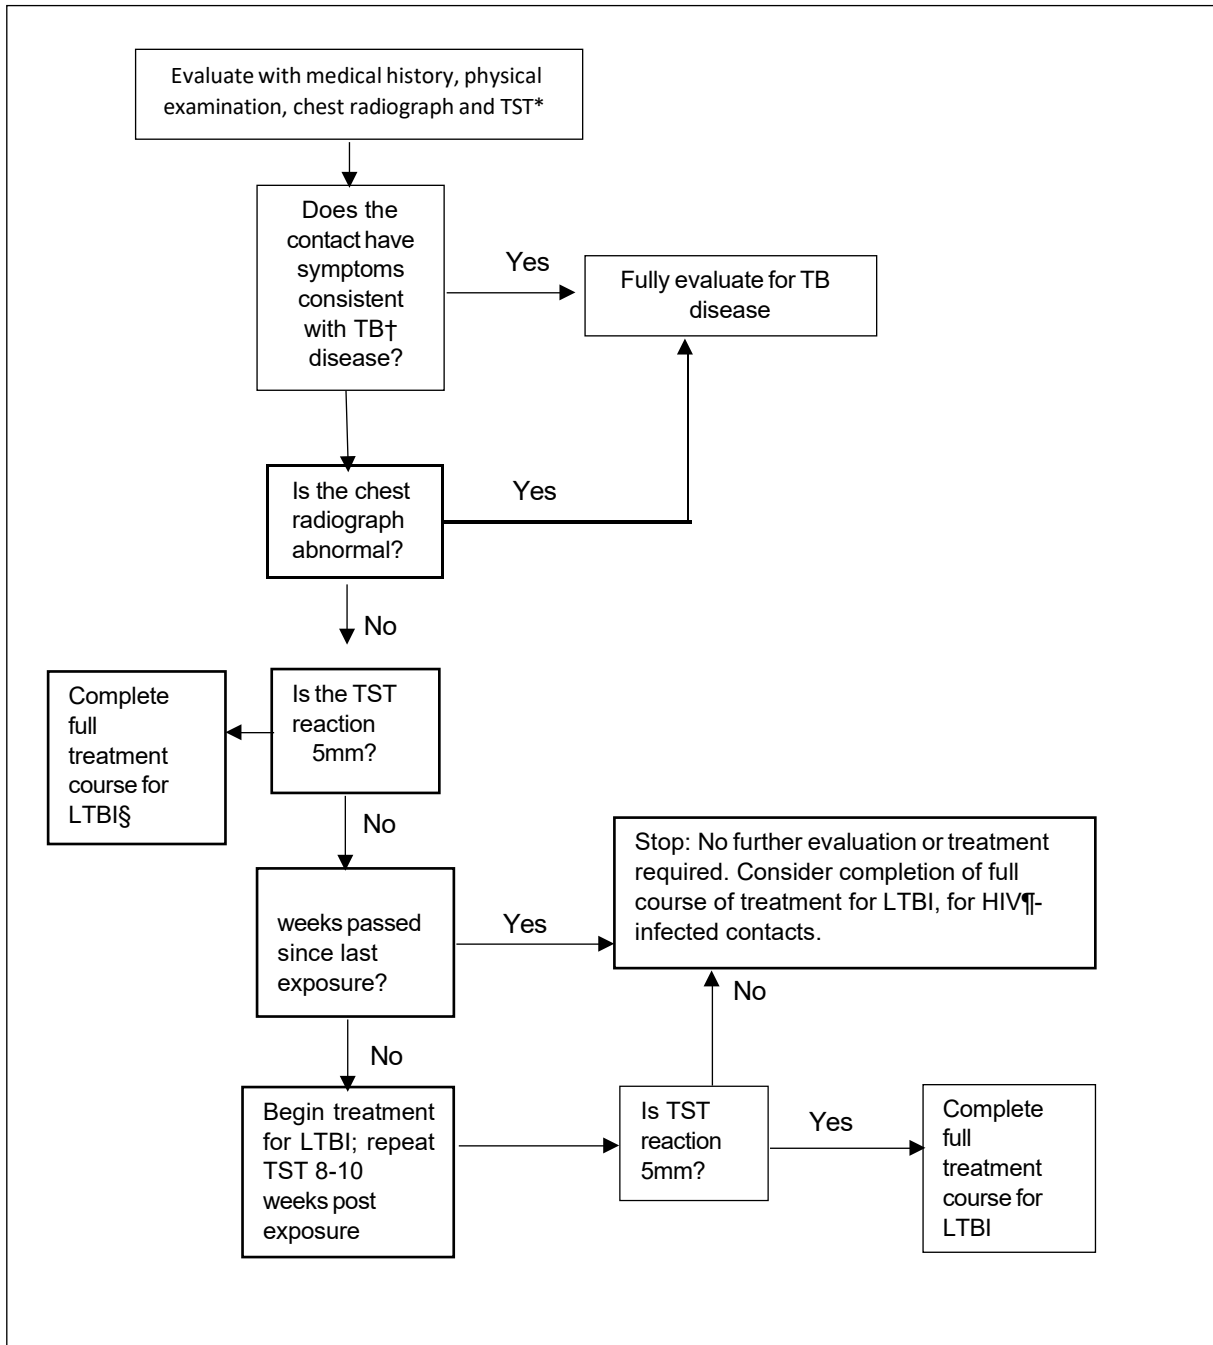 Evaluate with medical history, physical
examination, chest radiograph and TST*
Does the
contact have
symptoms
consistent
with TB†
disease?
Yes
Fully evaluate for TB
disease
Is the chest
radiograph
abnormal?
Yes
No
Complete
full
treatment
course for
LTBI§
Is the TST
reaction
5mm?
No
Stop: No further evaluation or treatment
required. Consider completion of full
course of treatment for LTBI, for HIV¶-
infected contacts.
weeks passed
since last
exposure?
Yes
No
No
Begin treatment
for LTBI; repeat
TST 8-10
weeks post
exposure
Is TST
reaction
5mm?
Yes
Complete
full
treatment
course for
LTBI